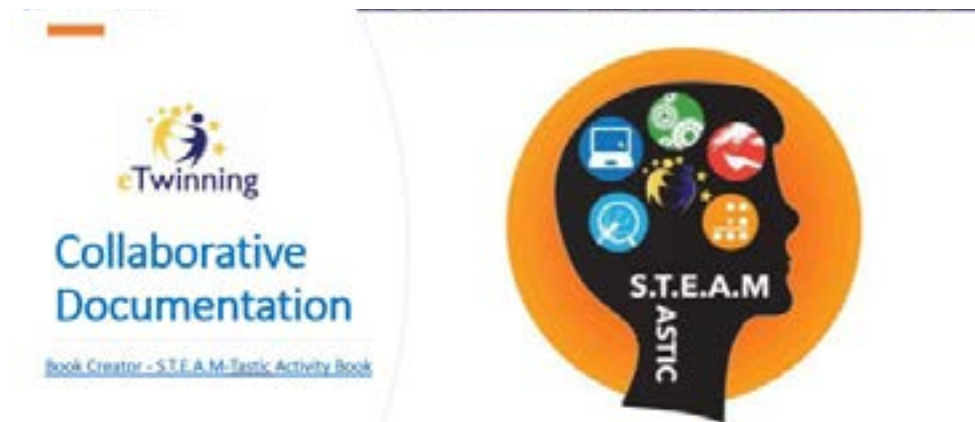 eTwinning
Collaborative
Documentation
Book Creator - S.T.E.A.M-Tastic Activity Book
S.T.E.A.M
ASTIC